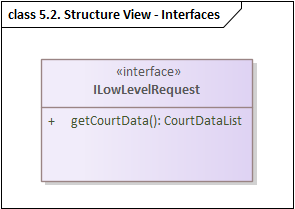 class 5.2. Structure View - Interfaces
«interface»
ILowLevelRequest
+ getCourtData(): CourtDataList